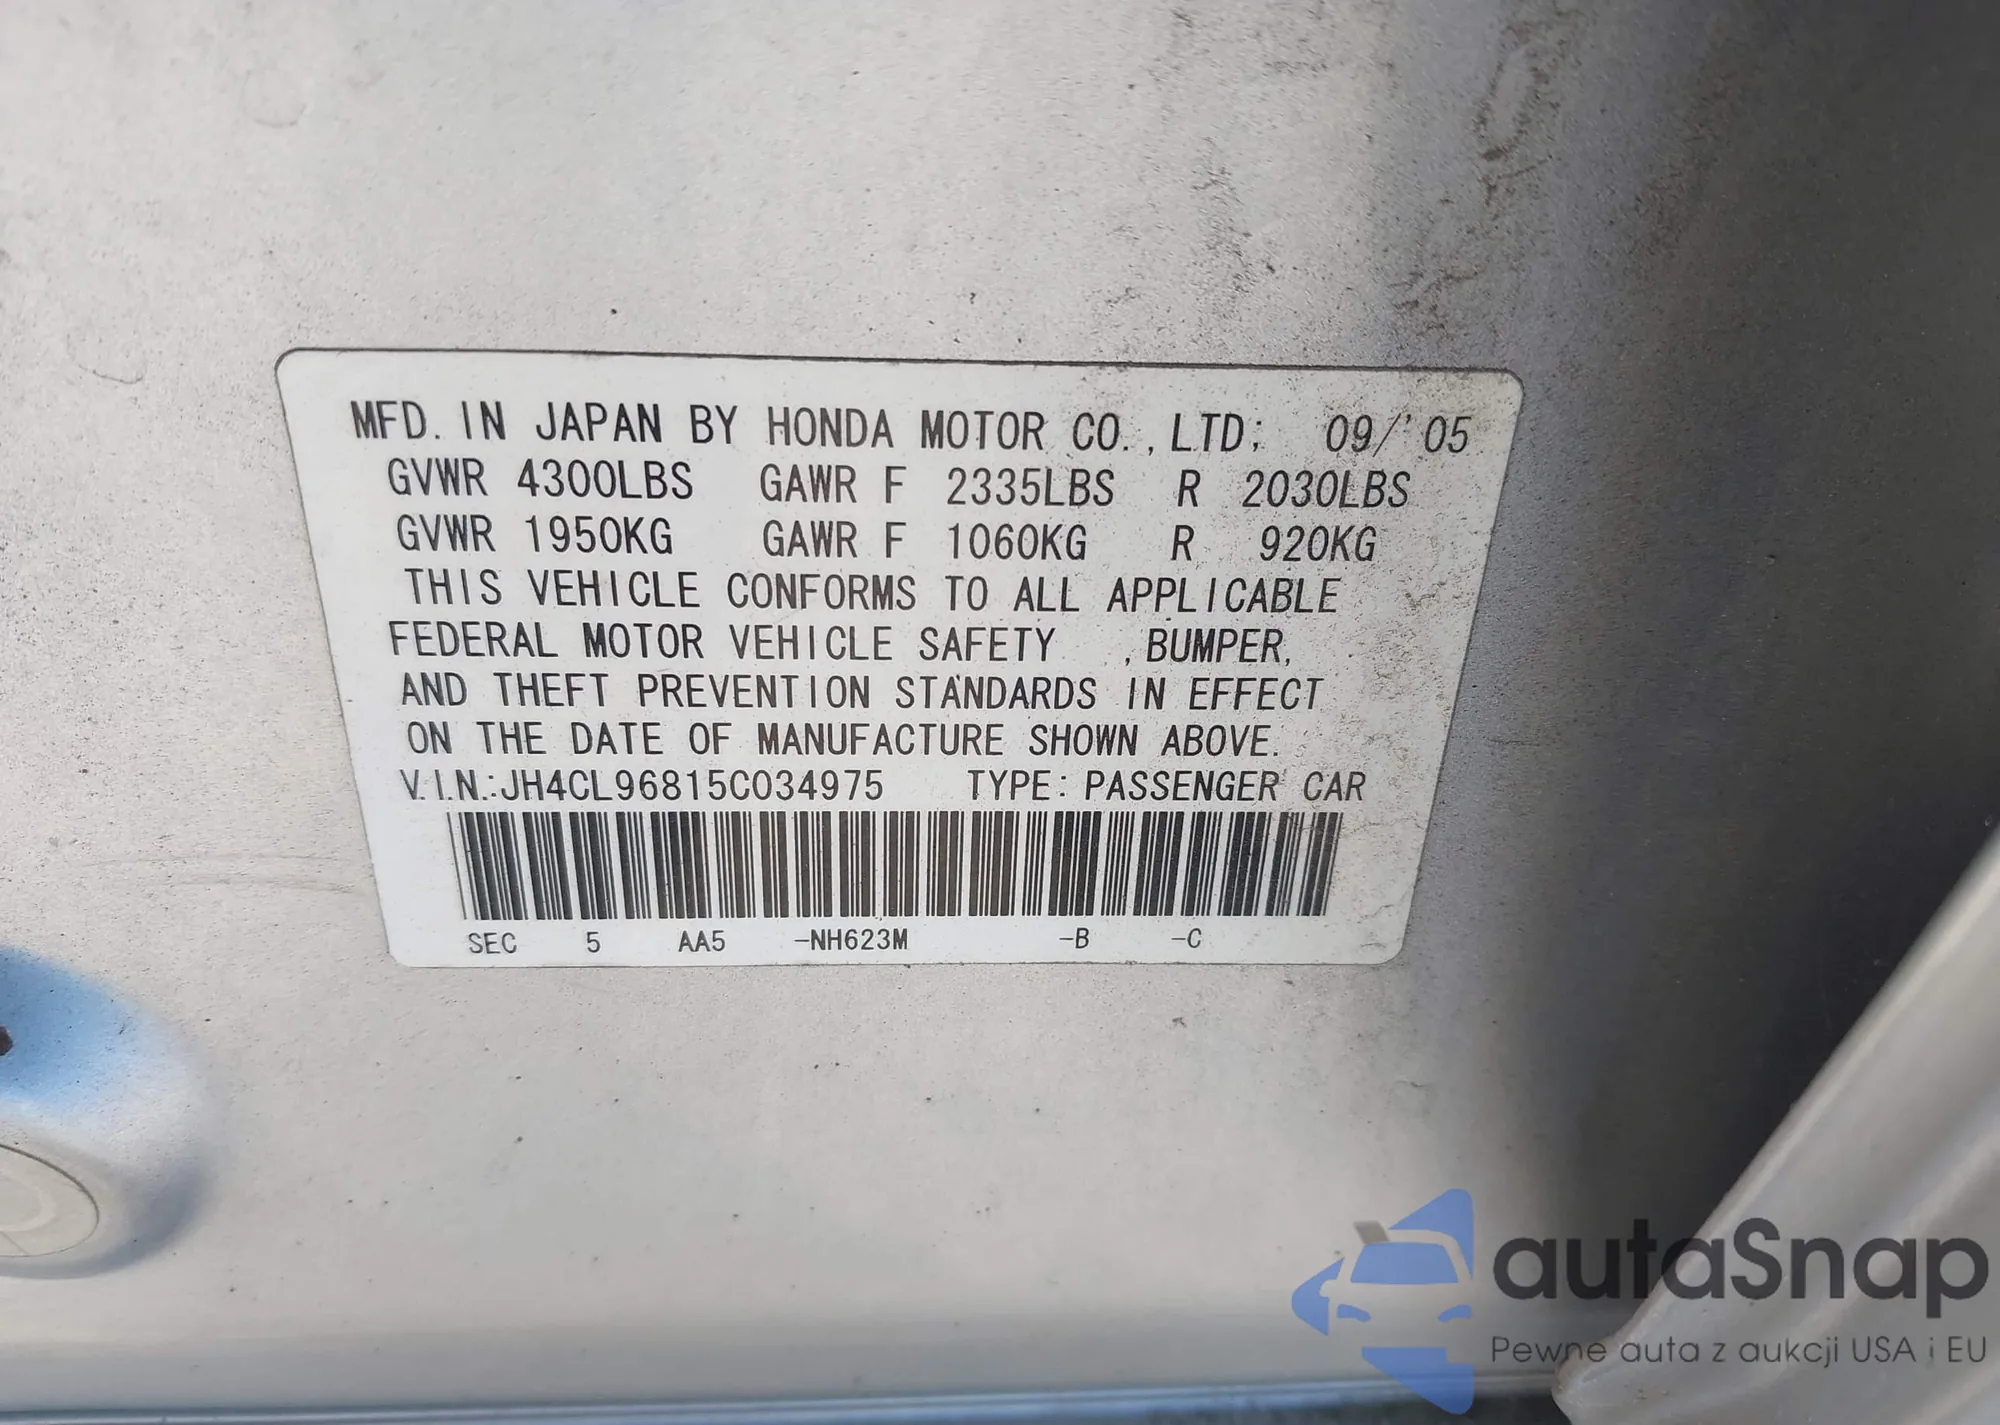 MFD. IN JAPAN BY HONDA MOTOR CO.,LTD; 09/'05
GVWR 4300LBS GAWR F 2335LBS R 2030LBS
GVWR 1950KG GAWR F 1060KG R 920KG
THIS VEHICLE CONFORMS TO ALL APPLICABLE
FEDERAL MOTOR VEHICLE SAFETY ,BUMPER,
AND THEFT PREVENTION STANDARDS IN EFFECT
ON THE DATE OF MANUFACTURE SHOWN ABOVE.
V.I.N.:JH4CL96815C034975 TYPE: PASSENGER CAR
SEC 5 AA5 -NH623M -B -C
autaSnap
Pewne auta z aukcji USA i EU